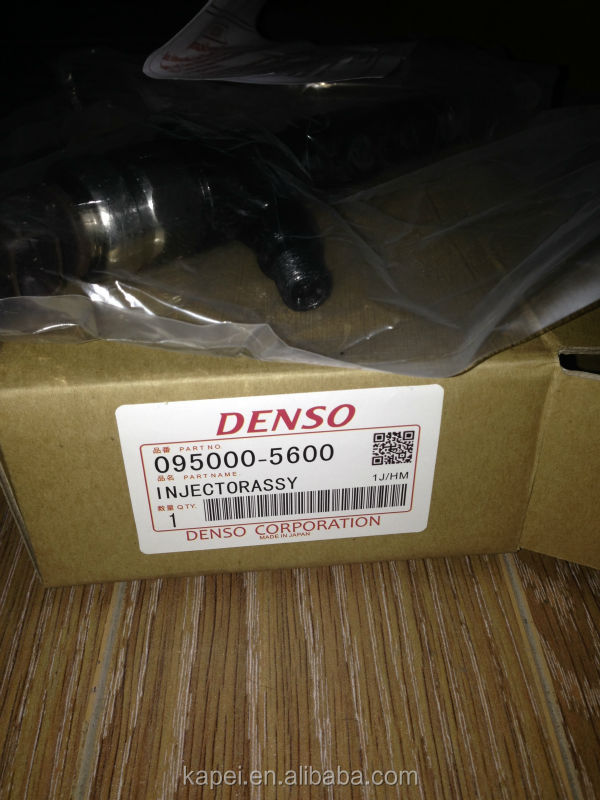 DENSO
品番 PART NO
095000-5600
品名 PART NAME
INJECTORASSY
1J/HM
数量 QTY.
1
DENSO CORPORATION
MADE IN JAPAN
kapei.en.alibaba.com